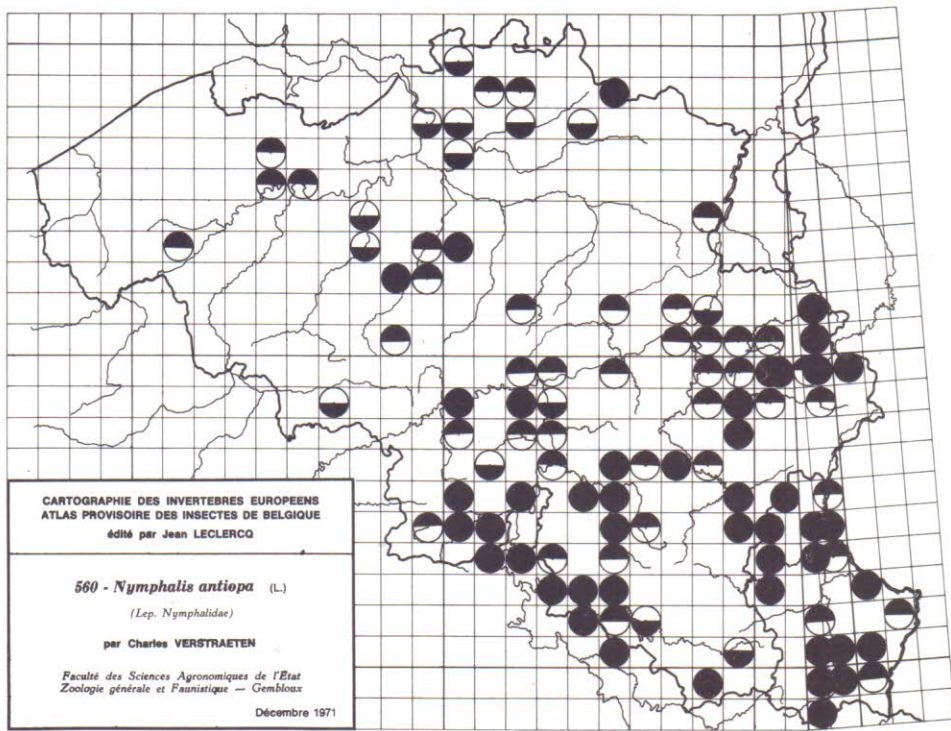 CARTOGRAPHIE DES INVERTEBRES EUROPEENS
ATLAS PROVISOIRE DES INSECTES DE BELGIQUE
édité par Jean LECLERCQ
560 - Nymphalis antiopa (L.)
(Lep. Nymphalidae)
par Charles VERSTRAETEN
Faculté des Sciences Agronomiques de l'État
Zoologie générale et Faunistique — Gembloux
Décembre 1971